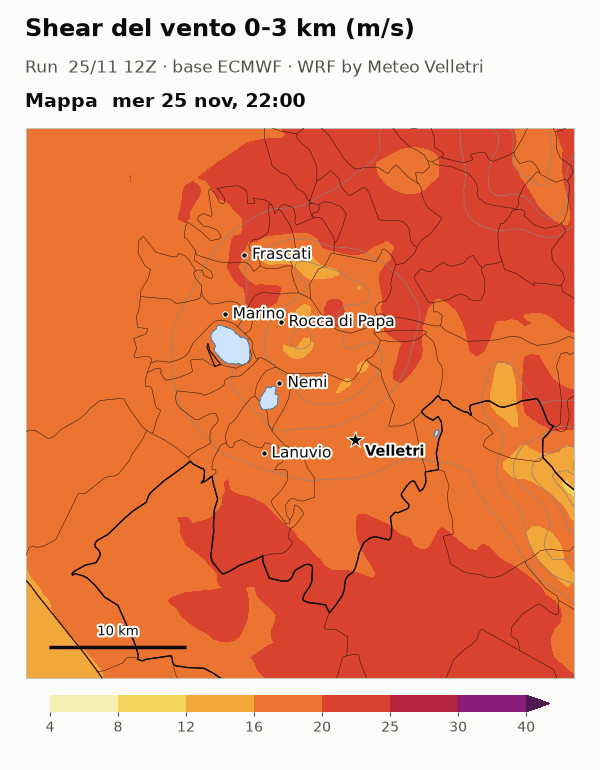 Shear del vento 0-3 km (m/s)
Run  25/11 12Z · base ECMWF · WRF by Meteo Velletri
Mappa  mer 25 nov, 22:00
Frascati
Marino
Rocca di Papa
Nemi
Velletri
Lanuvio
10 km
4 8 12 16 20 25 30 40